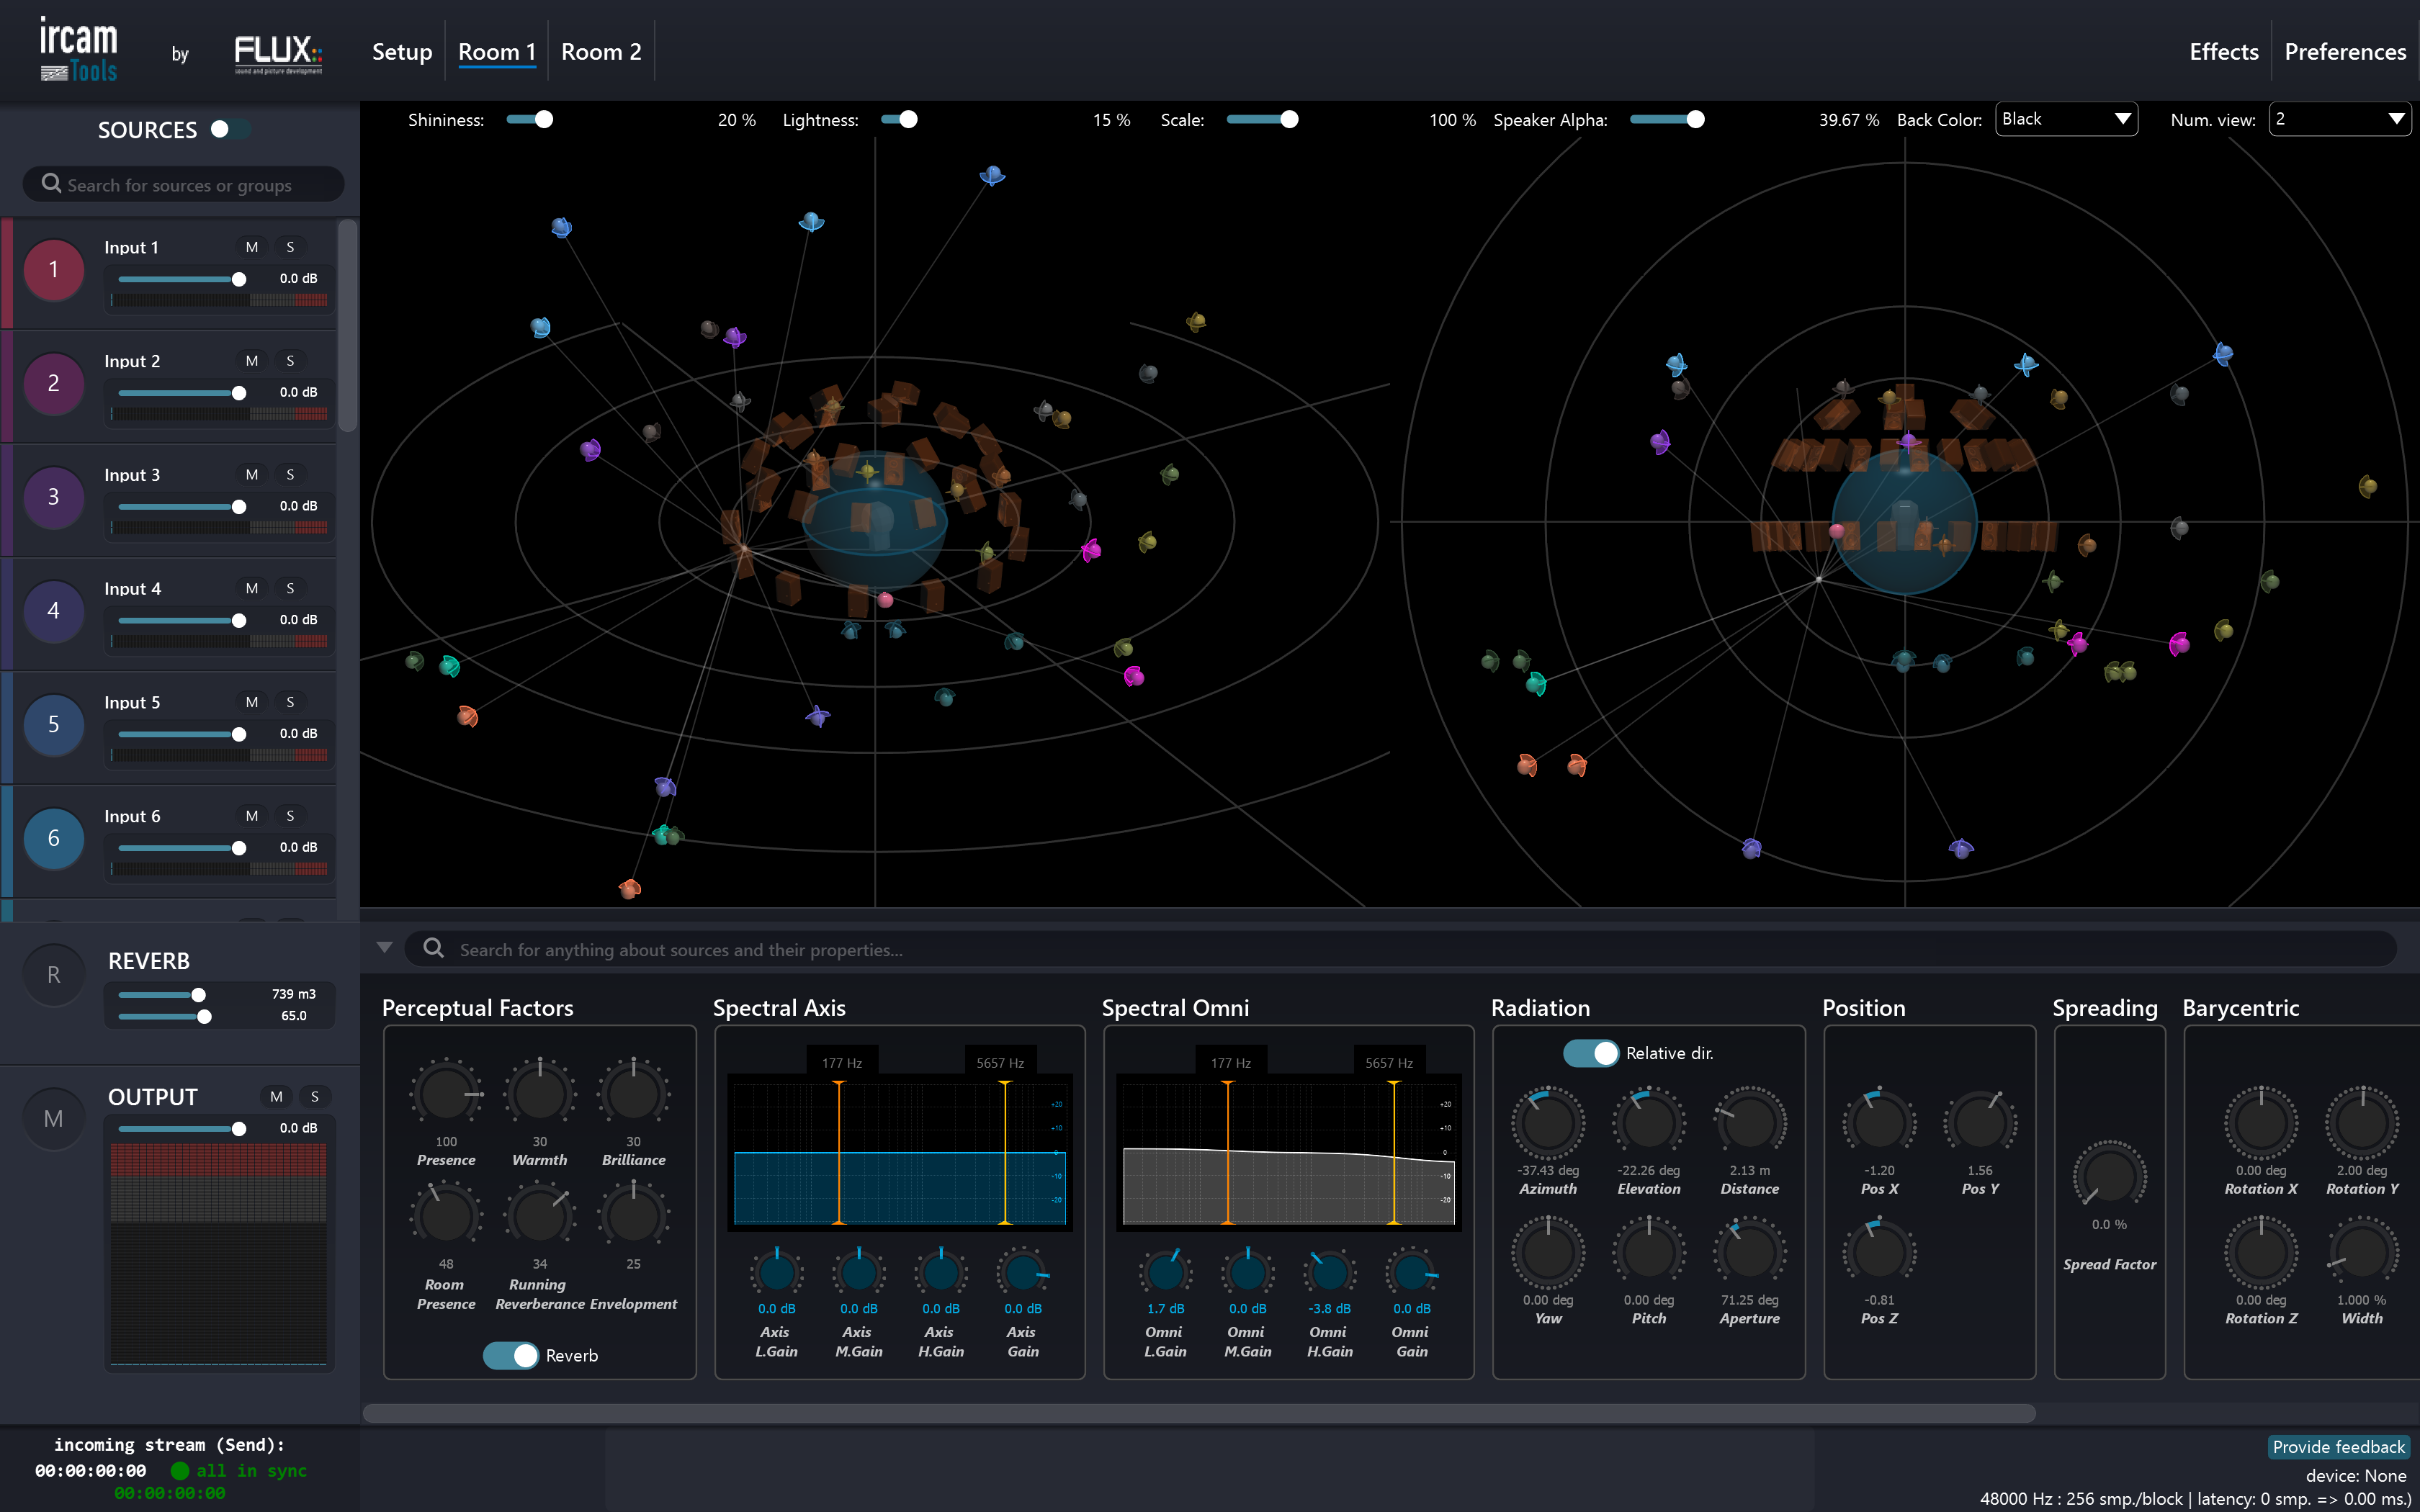 ircam
Tools
by
FLUX::
sound and picture development
Setup
Room 1
Room 2
Effects
Preferences
SOURCES
Search for sources or groups
Shininess: 20 %
Lightness: 15 %
Scale: 100 %
Speaker Alpha: 39.67 %
Back Color: Black
Num. view: 2
1
Input 1 M S
0.0 dB
2
Input 2 M S
0.0 dB
3
Input 3 M S
0.0 dB
4
Input 4 M S
0.0 dB
5
Input 5 M S
0.0 dB
6
Input 6 M S
0.0 dB
R
REVERB
739 m3
65.0
M
OUTPUT M S
0.0 dB
Search for anything about sources and their properties...
Perceptual Factors
100
Presence
30
Warmth
30
Brilliance
48
Room
Presence
34
Running
Reverberance
25
Envelopment
Reverb
Spectral Axis
177 Hz
5657 Hz
+20
+10
0
-10
-20
0.0 dB
Axis
L.Gain
0.0 dB
Axis
M.Gain
0.0 dB
Axis
H.Gain
0.0 dB
Axis
Gain
Spectral Omni
177 Hz
5657 Hz
+20
+10
0
-10
-20
1.7 dB
Omni
L.Gain
0.0 dB
Omni
M.Gain
-3.8 dB
Omni
H.Gain
0.0 dB
Omni
Gain
Radiation
Relative dir.
-37.43 deg
Azimuth
-22.26 deg
Elevation
2.13 m
Distance
0.00 deg
Yaw
0.00 deg
Pitch
71.25 deg
Aperture
Position
-1.20
Pos X
1.56
Pos Y
-0.81
Pos Z
Spreading
0.0 %
Spread Factor
Barycentric
0.00 deg
Rotation X
2.00 deg
Rotation Y
0.00 deg
Rotation Z
1.000 %
Width
incoming stream (Send):
00:00:00:00 all in sync
00:00:00:00
Provide feedback
device: None
48000 Hz : 256 smp./block | latency: 0 smp. => 0.00 ms.)